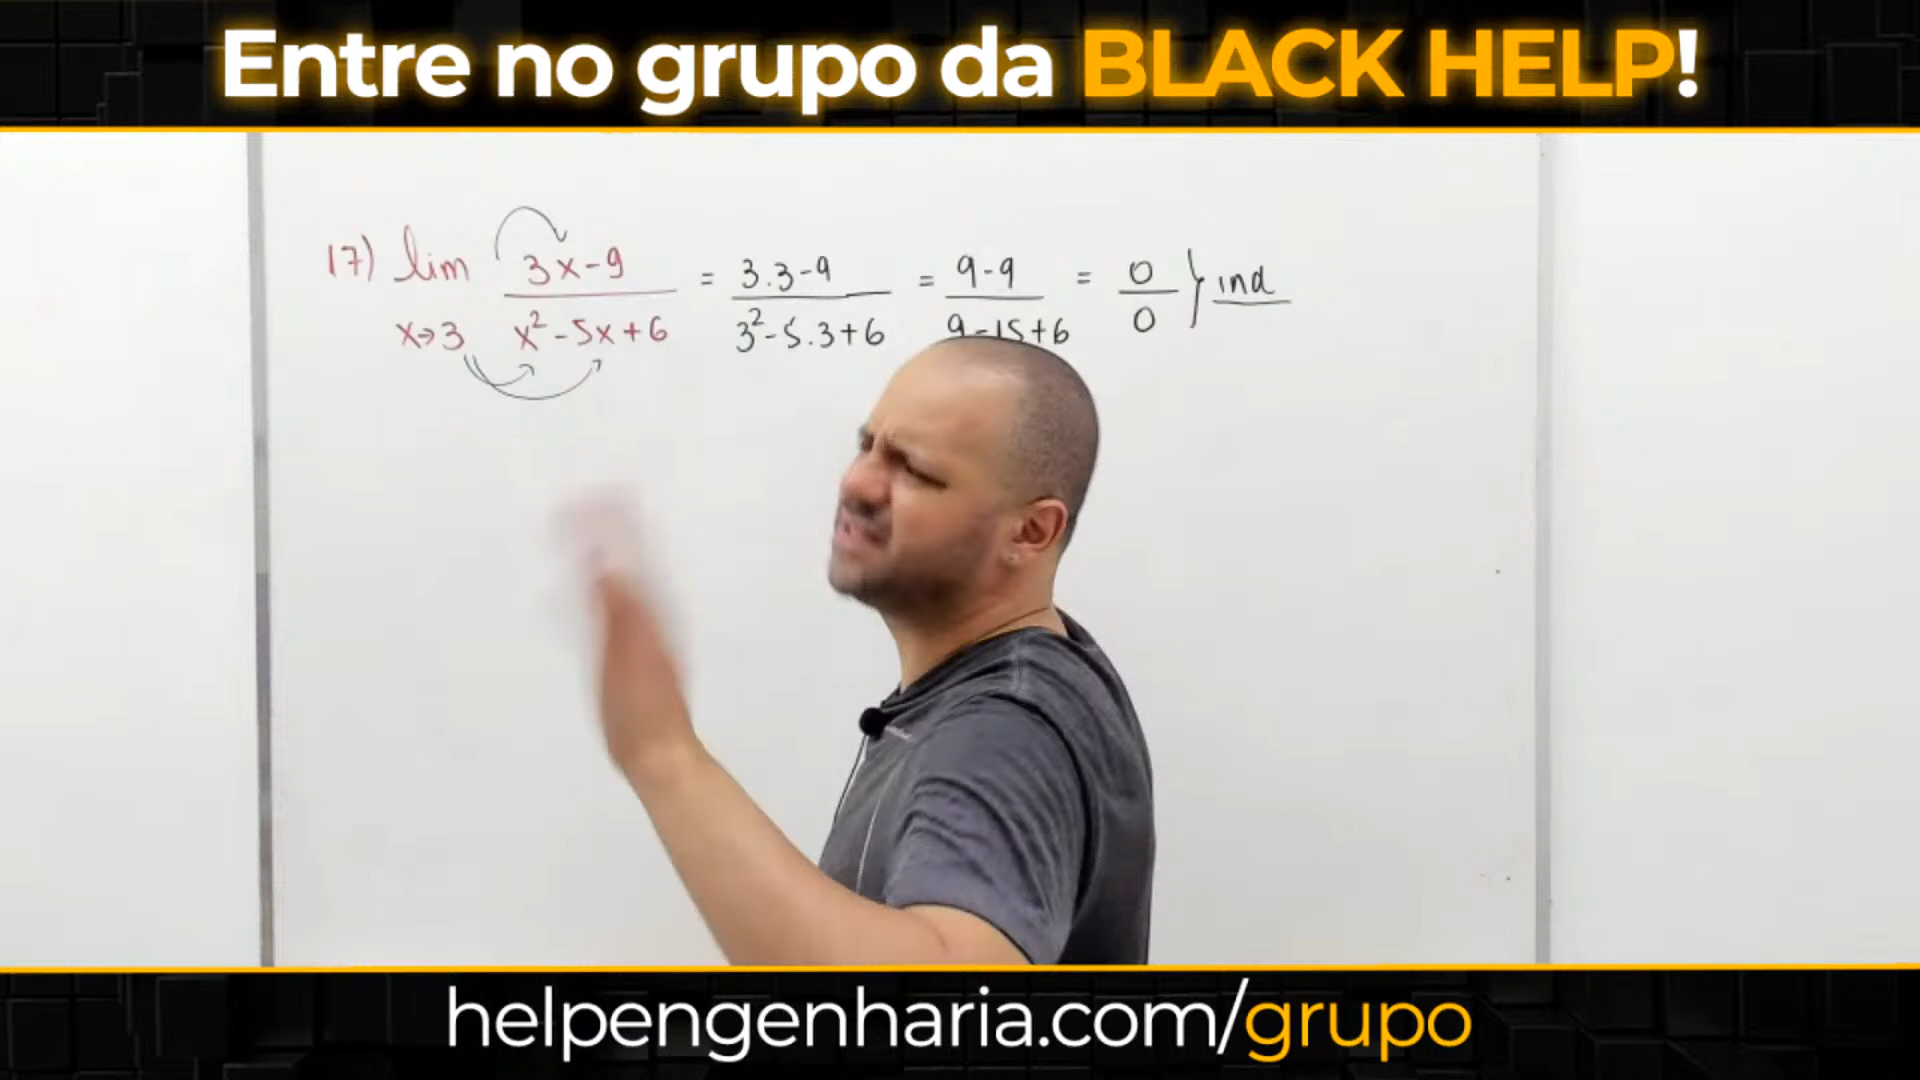 Entre no grupo da BLACK HELP!
17) lim 3x-9 / x²-5x+6 = 3.3-9 / 3²-5.3+6 = 9-9 / 9-15+6 = 0 / 0 } ind
x→3
helpengenharia.com/grupo